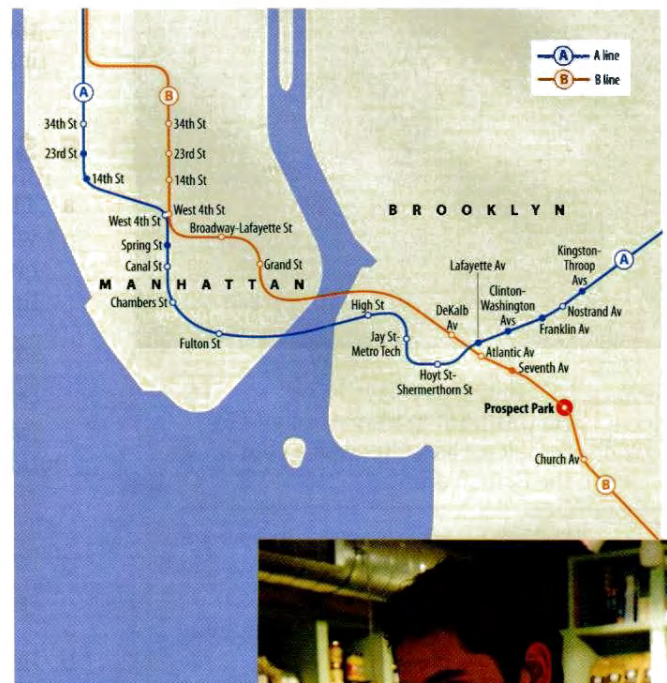 A
A line
B
B line
A
B
34th St
34th St
23rd St
23rd St
14th St
14th St
West 4th St
West 4th St
Broadway-Lafayette St
Spring St
Canal St
Grand St
MANHATTAN
Chambers St
Fulton St
BROOKLYN
High St
Jay St-
Metro Tech
Hoyt St-
Shermerthorn St
DeKalb
Av
Lafayette Av
Atlantic Av
Clinton-
Washington
Avs
Seventh Av
Franklin Av
Nostrand Av
Kingston-
Throop
Avs
A
Prospect Park
Church Av
B